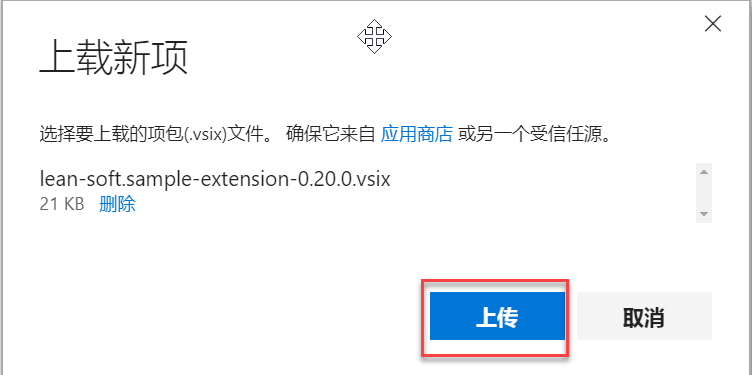 上载新项
选择要上载的项包(.vsix)文件。 确保它来自 应用商店 或另一个受信任源。
lean-soft.sample-extension-0.20.0.vsix
21 KB 删除
上传 取消